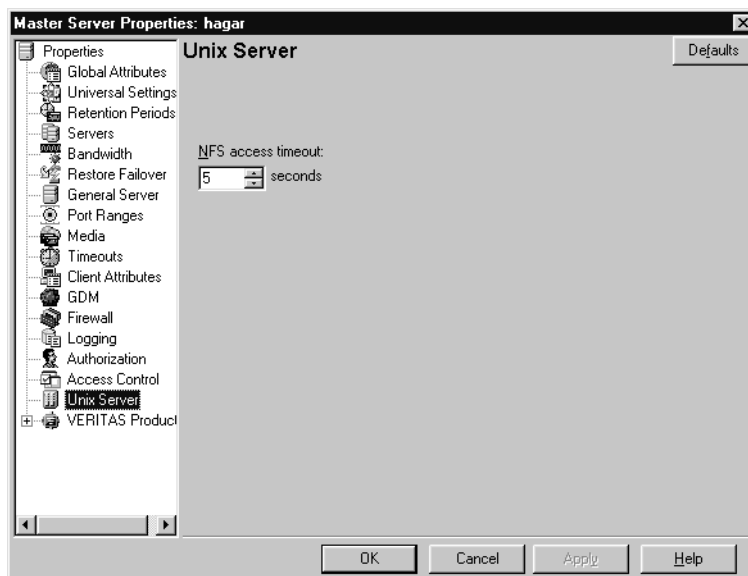 Master Server Properties: hagar
Properties
Global Attributes
Universal Settings
Retention Periods
Servers
Bandwidth
Restore Failover
General Server
Port Ranges
Media
Timeouts
Client Attributes
GDM
Firewall
Logging
Authorization
Access Control
Unix Server
VERITAS Product
Unix Server
Defaults
NFS access timeout:
5 seconds
OK Cancel Apply Help